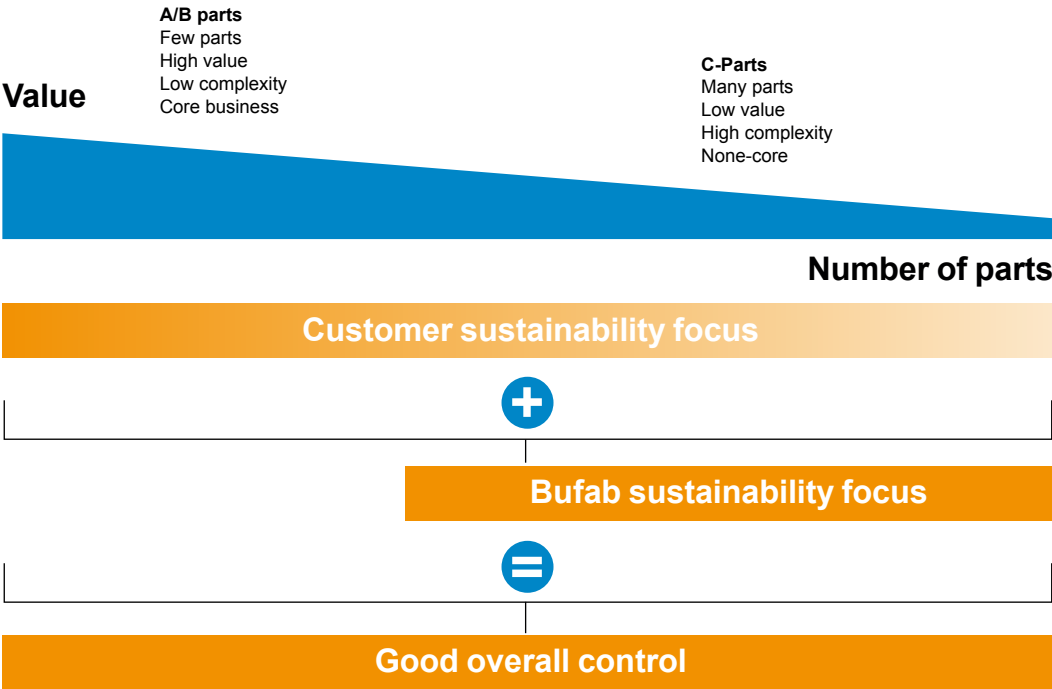 A/B parts
Few parts
High value
Low complexity
Core business
Value
C-Parts
Many parts
Low value
High complexity
None-core
Number of parts
Customer sustainability focus
+
Bufab sustainability focus
=
Good overall control